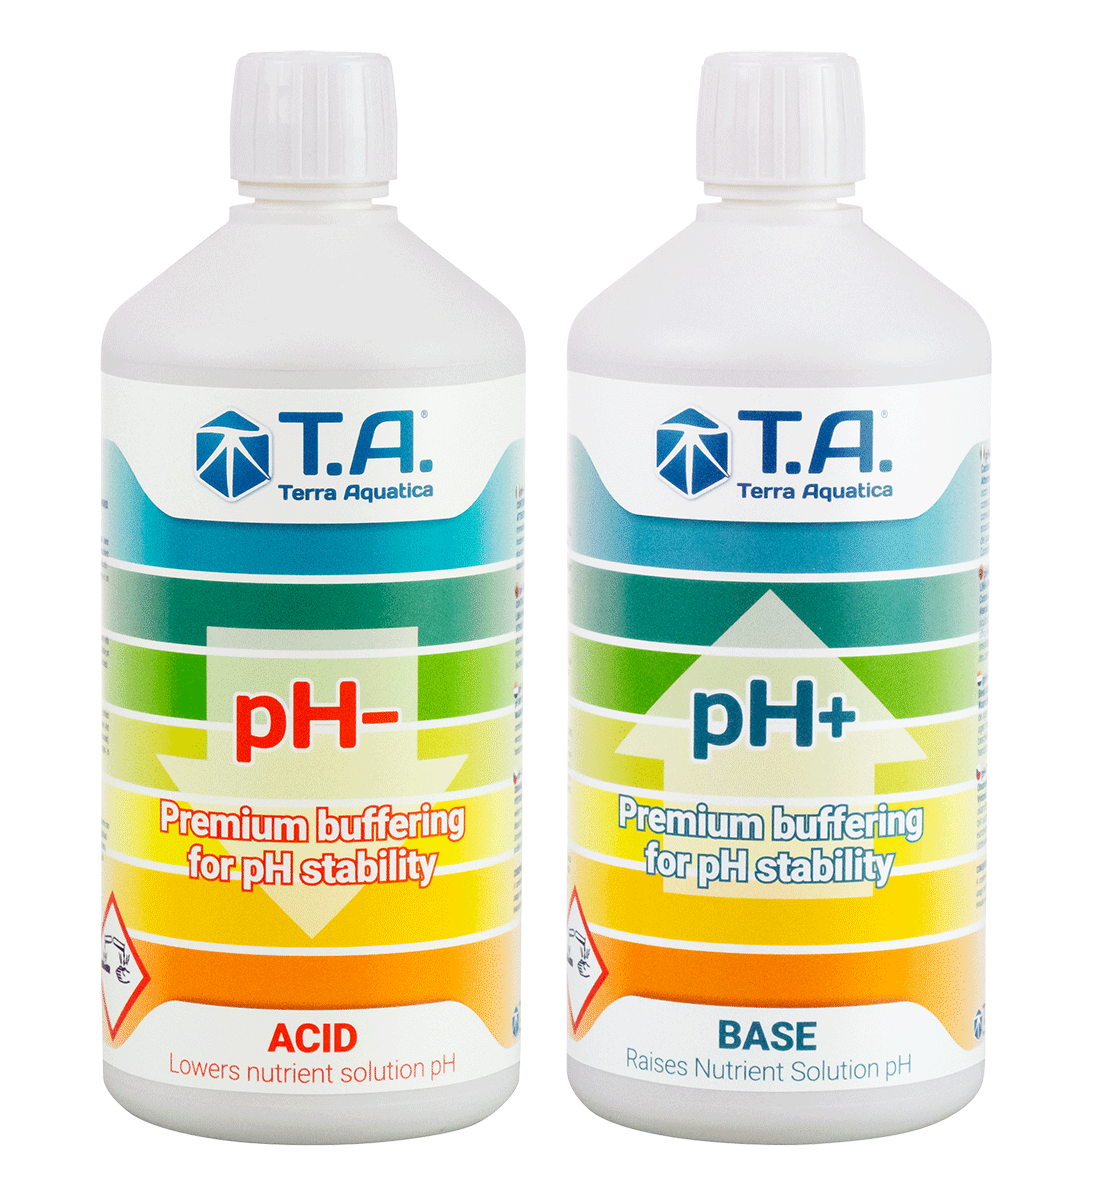 T.A.®
Terra Aquatica
pH-
Premium buffering
for pH stability
ACID
Lowers nutrient solution pH
T.A.®
Terra Aquatica
pH+
Premium buffering
for pH stability
BASE
Raises Nutrient Solution pH